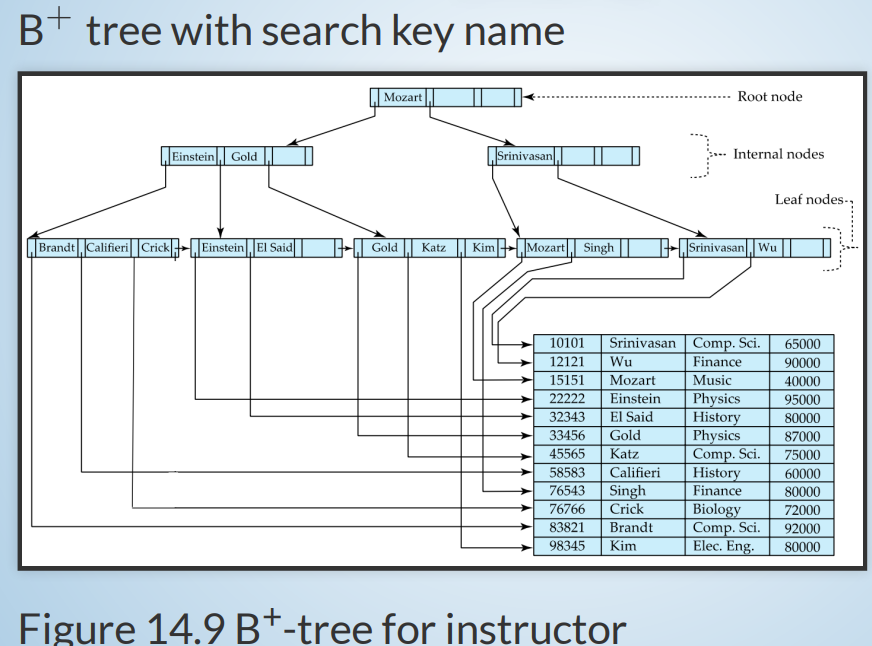 B+ tree with search key name
Mozart
Root node
Einstein Gold
Srinivasan
Internal nodes
Leaf nodes
Brandt Califieri Crick Einstein El Said Gold Katz Kim Mozart Singh Srinivasan Wu
10101 Srinivasan Comp. Sci. 65000
12121 Wu Finance 90000
15151 Mozart Music 40000
22222 Einstein Physics 95000
32343 El Said History 80000
33456 Gold Physics 87000
45565 Katz Comp. Sci. 75000
58583 Califieri History 60000
76543 Singh Finance 80000
76766 Crick Biology 72000
83821 Brandt Comp. Sci. 92000
98345 Kim Elec. Eng. 80000
Figure 14.9 B+-tree for instructor